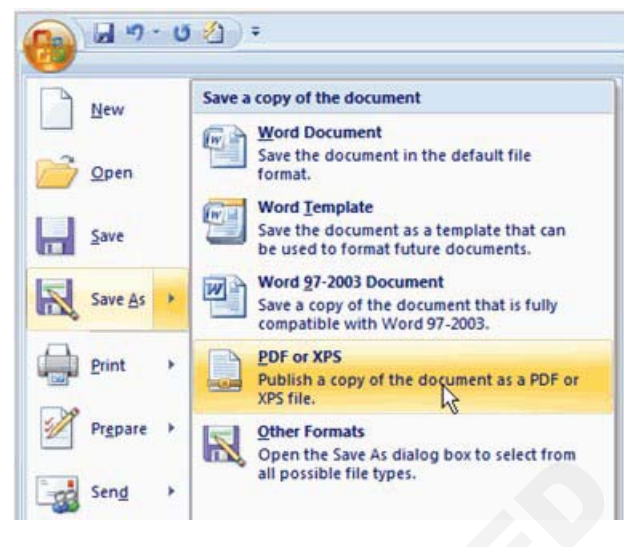 New
Open
Save
Save As
Print
Prepare
Send
Save a copy of the document
Word Document
Save the document in the default file
format.
Word Template
Save the document as a template that can
be used to format future documents.
Word 97-2003 Document
Save a copy of the document that is fully
compatible with Word 97-2003.
PDF or XPS
Publish a copy of the document as a PDF or
XPS file.
Other Formats
Open the Save As dialog box to select from
all possible file types.
ED